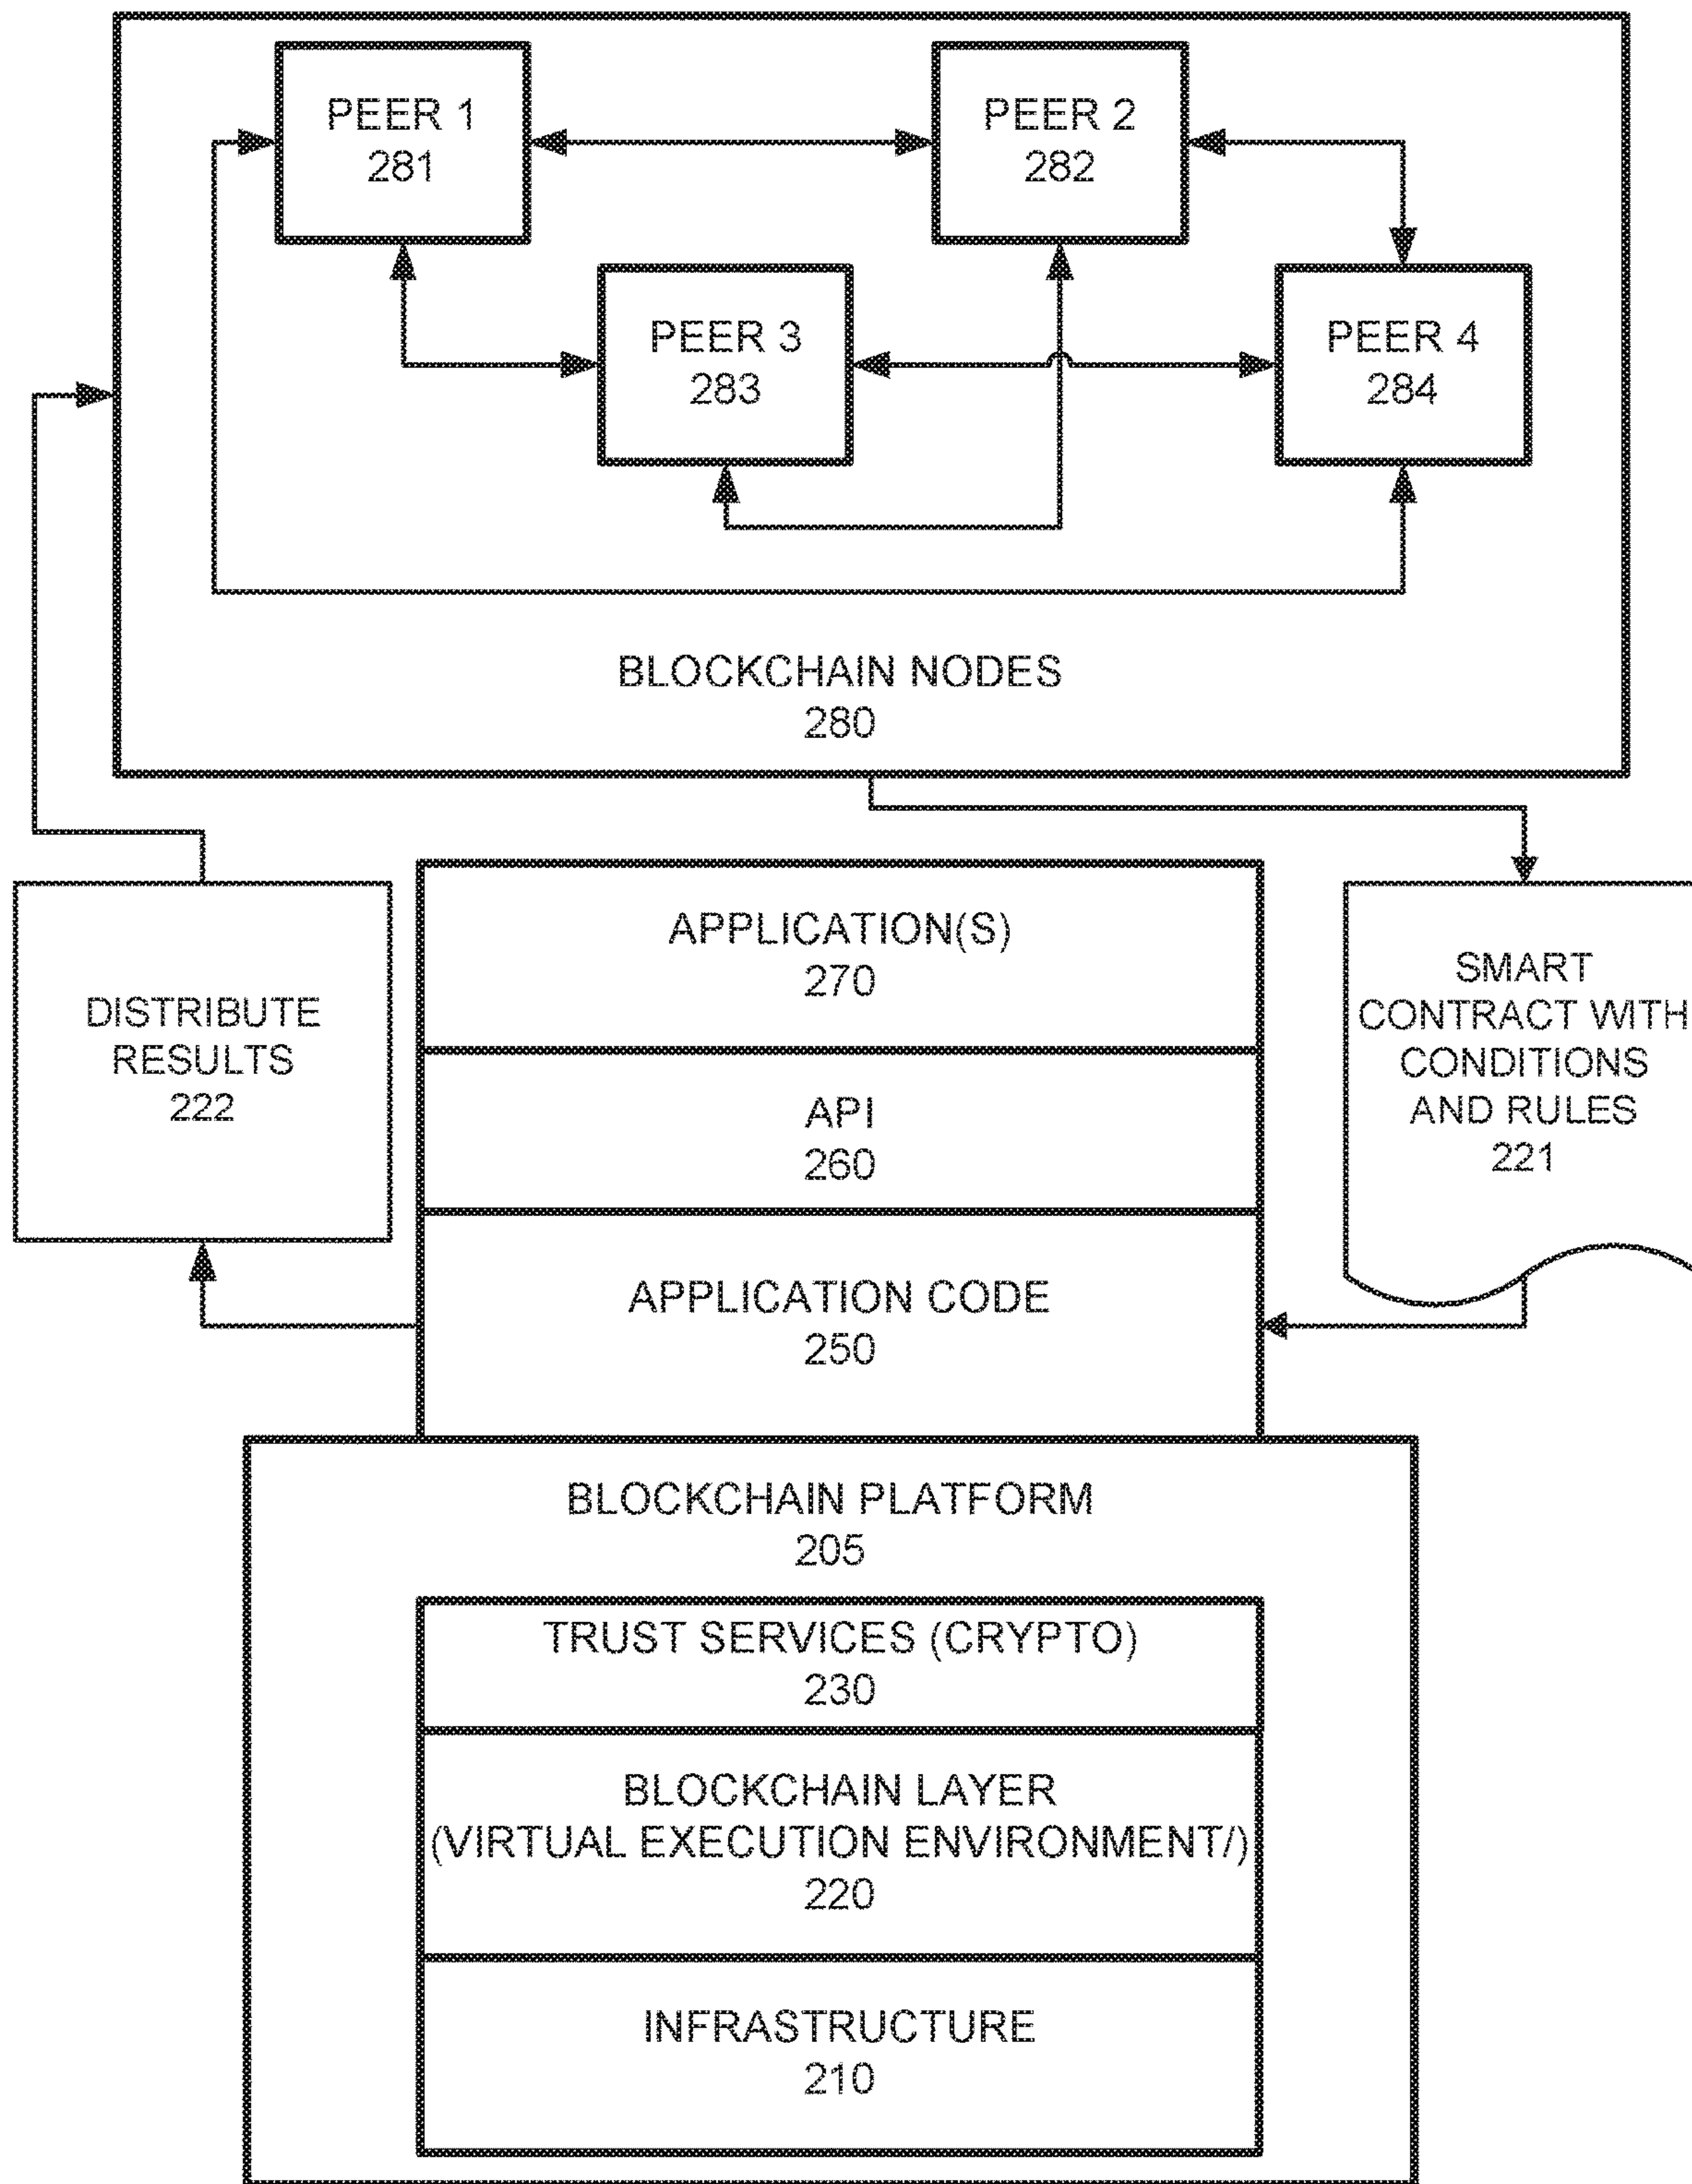 PEER 1
281
PEER 2
282
PEER 3
283
PEER 4
284
BLOCKCHAIN NODES
280
DISTRIBUTE
RESULTS
222
APPLICATION(S)
270
API
260
APPLICATION CODE
250
SMART
CONTRACT WITH
CONDITIONS
AND RULES
221
BLOCKCHAIN PLATFORM
205
TRUST SERVICES (CRYPTO)
230
BLOCKCHAIN LAYER
(VIRTUAL EXECUTION ENVIRONMENT/)
220
INFRASTRUCTURE
210